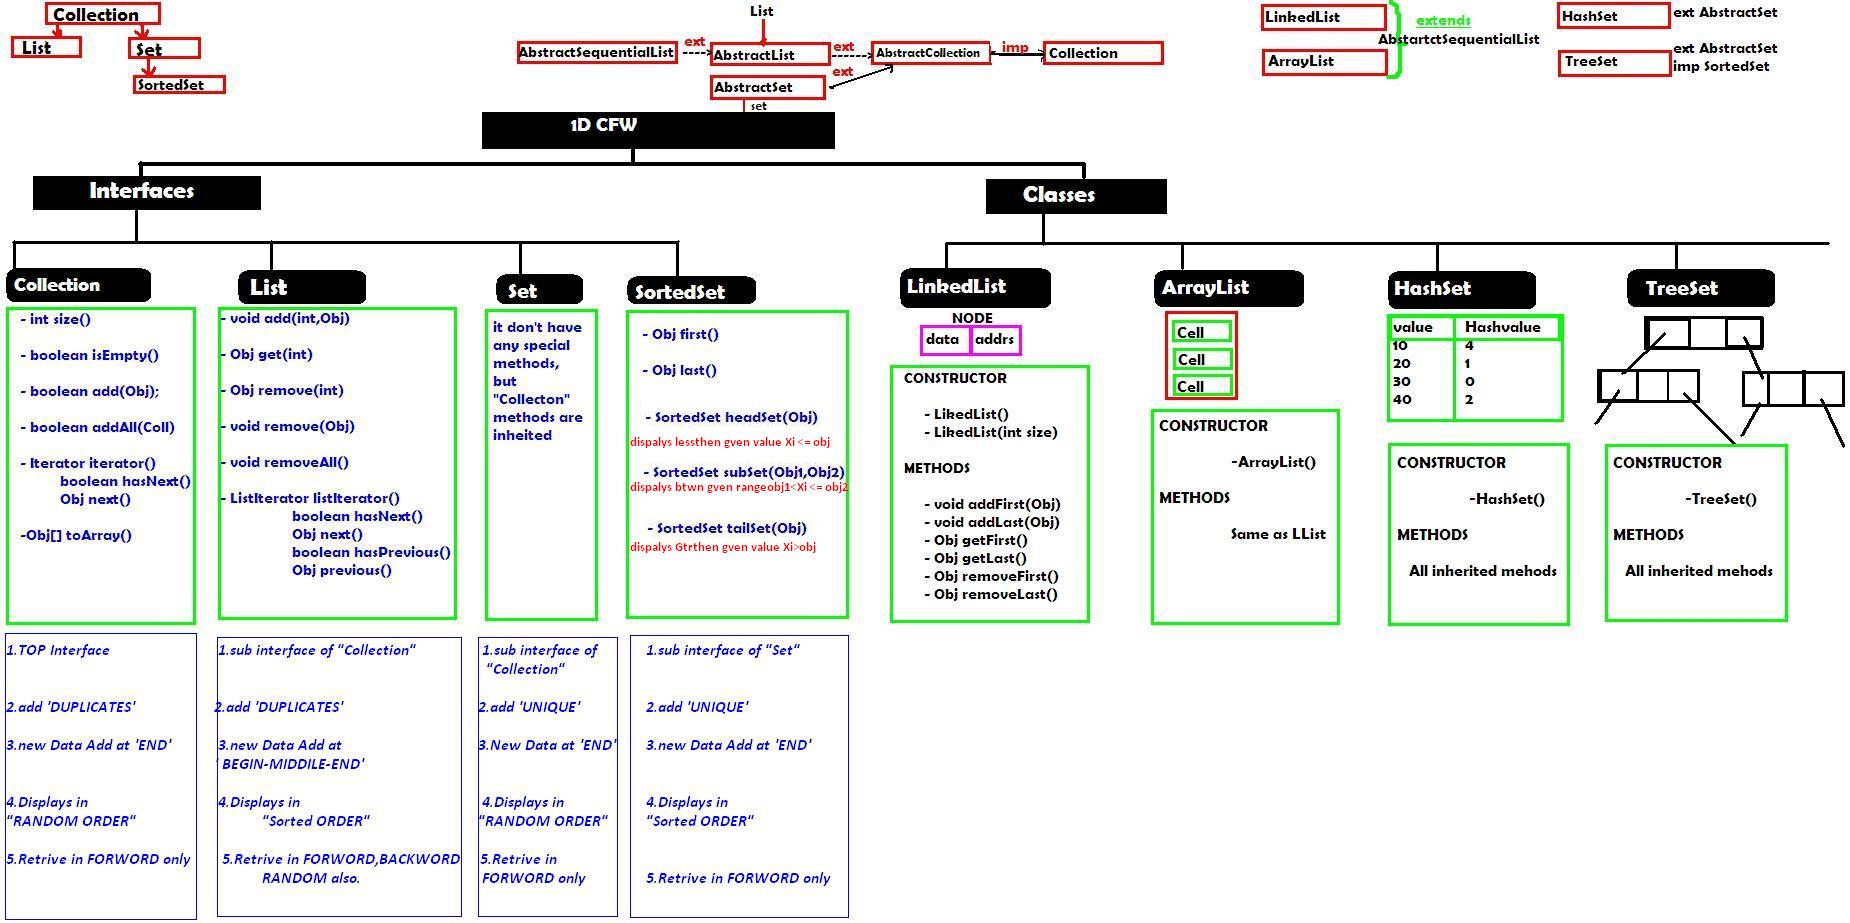 Collection
List
Set
SortedSet
List
AbstractSequentialList
ext
AbstractList
ext
AbstractCollection
imp
Collection
ext
AbstractSet
set
LinkedList
ArrayList
extends
AbstartctSequentialList
HashSet
ext AbstractSet
TreeSet
ext AbstractSet
imp SortedSet
1D CFW
Interfaces
Classes
Collection
- int size()
- boolean isEmpty()
- boolean add(Obj);
- boolean addAll(Coll)
- Iterator iterator()
boolean hasNext()
Obj next()
-Obj[] toArray()
List
- void add(int,Obj)
- Obj get(int)
- Obj remove(int)
- void remove(Obj)
- void removeAll()
- ListIterator listIterator()
boolean hasNext()
Obj next()
boolean hasPrevious()
Obj previous()
Set
it don't have
any special
methods,
but
"Collecton"
methods are
inheited
SortedSet
- Obj first()
- Obj last()
- SortedSet headSet(Obj)
dispalys lessthen gven value Xi <= obj
- SortedSet subSet(Obj1,Obj2)
dispalys btwn gven rangeobj1<Xi <= obj2
- SortedSet tailSet(Obj)
dispalys Gtrthen gven value Xi>obj
LinkedList
NODE
data addrs
CONSTRUCTOR
- LikedList()
- LikedList(int size)
METHODS
- void addFirst(Obj)
- void addLast(Obj)
- Obj getFirst()
- Obj getLast()
- Obj removeFirst()
- Obj removeLast()
ArrayList
Cell
Cell
Cell
CONSTRUCTOR
-ArrayList()
METHODS
Same as LList
HashSet
value Hashvalue
10 4
20 1
30 0
40 2
CONSTRUCTOR
-HashSet()
METHODS
All inherited mehods
TreeSet
CONSTRUCTOR
-TreeSet()
METHODS
All inherited mehods
1.TOP Interface
2.add 'DUPLICATES'
3.new Data Add at 'END'
4.Displays in
"RANDOM ORDER"
5.Retrive in FORWORD only
1.sub interface of "Collection"
2.add 'DUPLICATES'
3.new Data Add at
' BEGIN-MIDDILE-END'
4.Displays in
"Sorted ORDER"
5.Retrive in FORWORD,BACKWORD
RANDOM also.
1.sub interface of
"Collection"
2.add 'UNIQUE'
3.New Data at 'END'
4.Displays in
"RANDOM ORDER"
5.Retrive in
FORWORD only
1.sub interface of "Set"
2.add 'UNIQUE'
3.new Data Add at 'END'
4.Displays in
"Sorted ORDER"
5.Retrive in FORWORD only